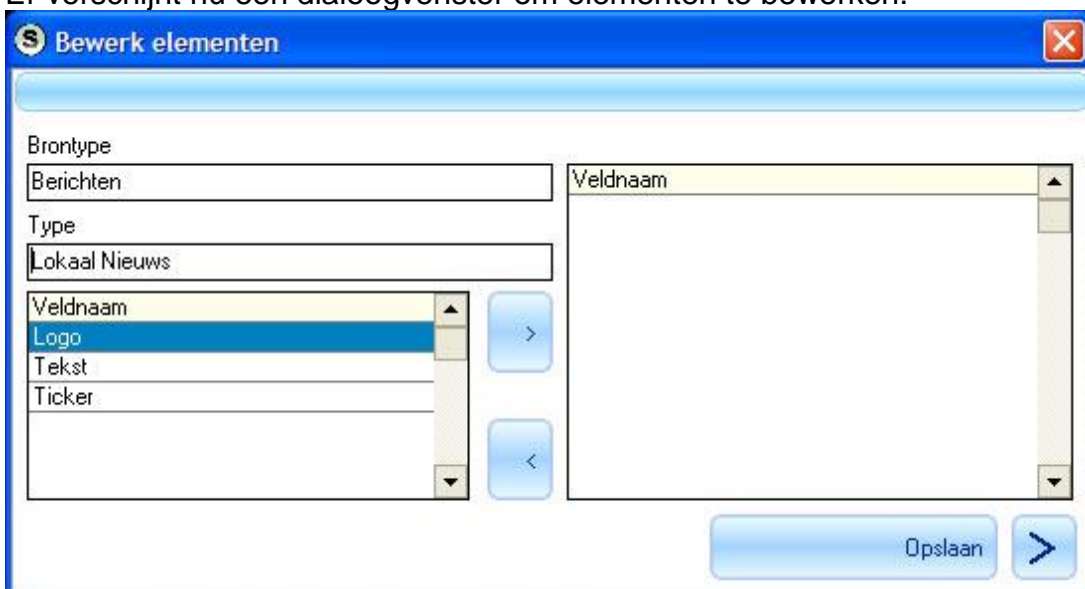 Er verschijnt nu een dialoogvenster om elementen te bewerken.
S Bewerk elementen
Brontype
Berichten
Veldnaam
Type
Lokaal Nieuws
Veldnaam
Logo
>
Tekst
Ticker
<
Opslaan >